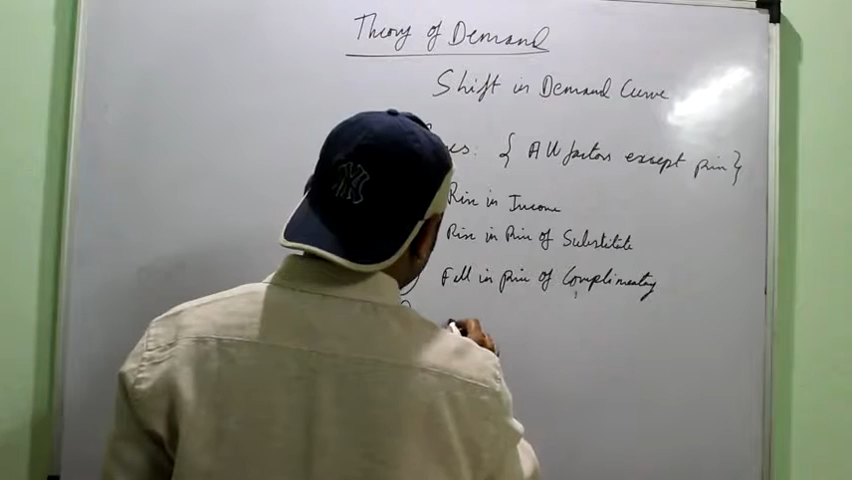 Theory of Demand
Shift in Demand Curve
{ All factors except price }
Rise in Income
Rise in Price of Substitute
Fall in price of Complimentary
NY